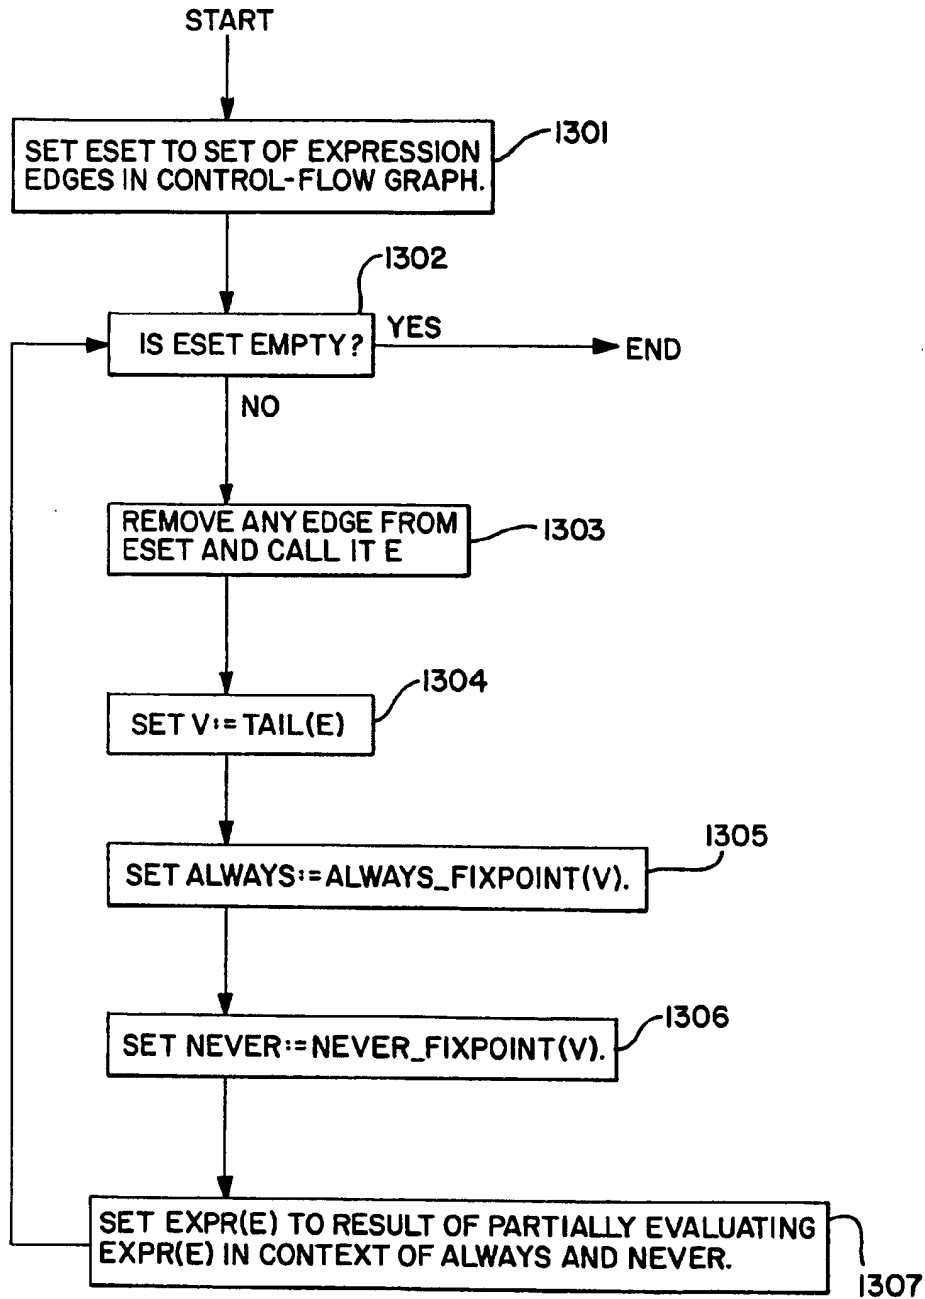 START
SET ESET TO SET OF EXPRESSION
EDGES IN CONTROL-FLOW GRAPH.
1301
1302
IS ESET EMPTY?
YES
END
NO
REMOVE ANY EDGE FROM
ESET AND CALL IT E
1303
1304
SET V:= TAIL(E)
1305
SET ALWAYS:=ALWAYS_FIXPOINT(V).
1306
SET NEVER:=NEVER_FIXPOINT(V).
SET EXPR(E) TO RESULT OF PARTIALLY EVALUATING
EXPR(E) IN CONTEXT OF ALWAYS AND NEVER.
1307